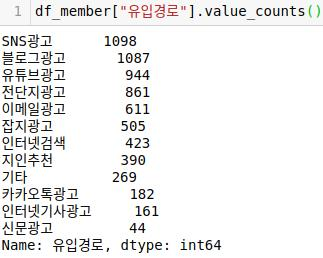 1 df_member["유입경로"].value_counts()
SNS광고 1098
블로그광고 1087
유튜브광고 944
전단지광고 861
이메일광고 611
잡지광고 505
인터넷검색 423
지인추천 390
기타 269
카카오톡광고 182
인터넷기사광고 161
신문광고 44
Name: 유입경로, dtype: int64